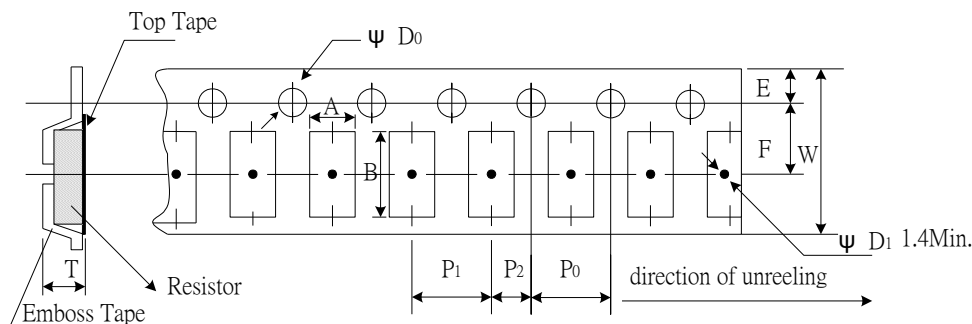 Top Tape
ψ D0
E
A
F
W
B
ψ D1 1.4Min.
T
P1
P2
P0
direction of unreeling
Resistor
Emboss Tape